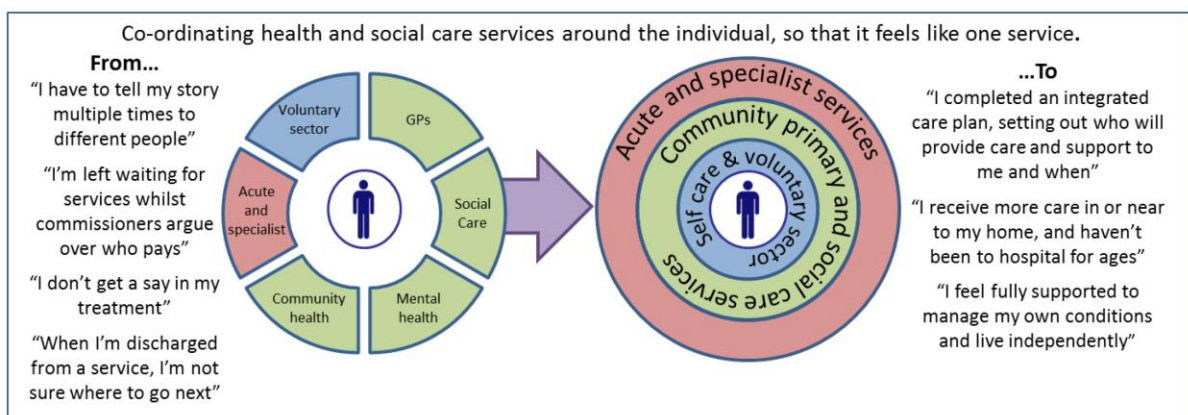 Co-ordinating health and social care services around the individual, so that it feels like one service.
From...
“I have to tell my story
multiple times to
different people”
“I’m left waiting for
services whilst
commissioners argue
over who pays”
“I don’t get a say in my
treatment”
“When I’m discharged
from a service, I’m not
sure where to go next”
Voluntary
sector
GPs
Acute
and
specialist
Social
Care
Community
health
Mental
health
Acute and specialist services
Community primary and social care services
Self care & voluntary sector
...To
“I completed an integrated
care plan, setting out who will
provide care and support to
me and when”
“I receive more care in or near
to my home, and haven’t
been to hospital for ages”
“I feel fully supported to
manage my own conditions
and live independently”